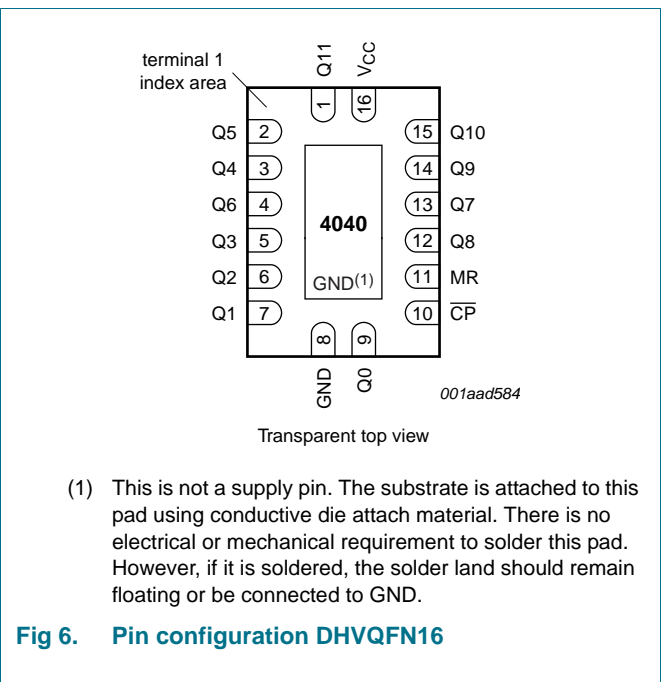 terminal 1
index area
Q11
VCC
1
16
Q5 2
15 Q10
Q4 3
14 Q9
Q6 4
13 Q7
4040
Q3 5
12 Q8
Q2 6
GND(1)
11 MR
Q1 7
10 CP
8
9
GND
Q0
001aad584
Transparent top view
(1) This is not a supply pin. The substrate is attached to this
pad using conductive die attach material. There is no
electrical or mechanical requirement to solder this pad.
However, if it is soldered, the solder land should remain
floating or be connected to GND.
Fig 6. Pin configuration DHVQFN16